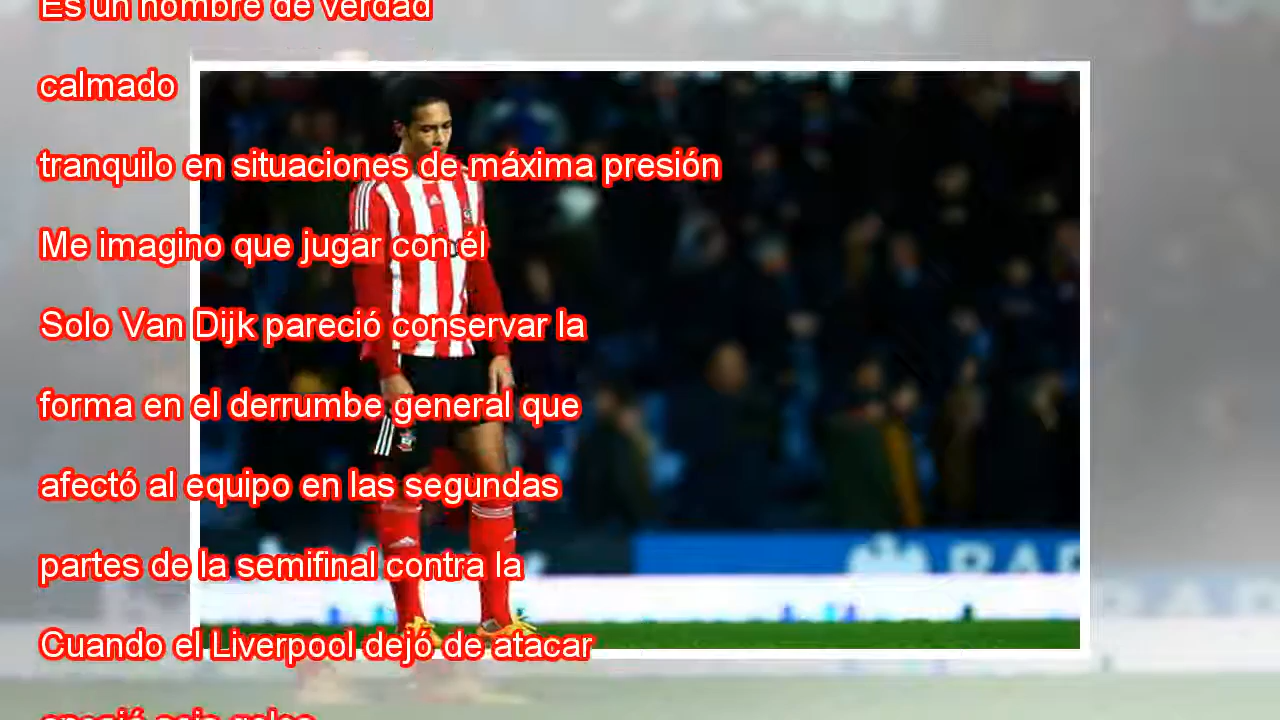 Es un hombre de verdad
calmado
tranquilo en situaciones de máxima presión
Me imagino que jugar con él
Solo Van Dijk pareció conservar la
forma en el derrumbe general que
afectó al equipo en las segundas
partes de la semifinal contra la
Cuando el Liverpool dejó de atacar